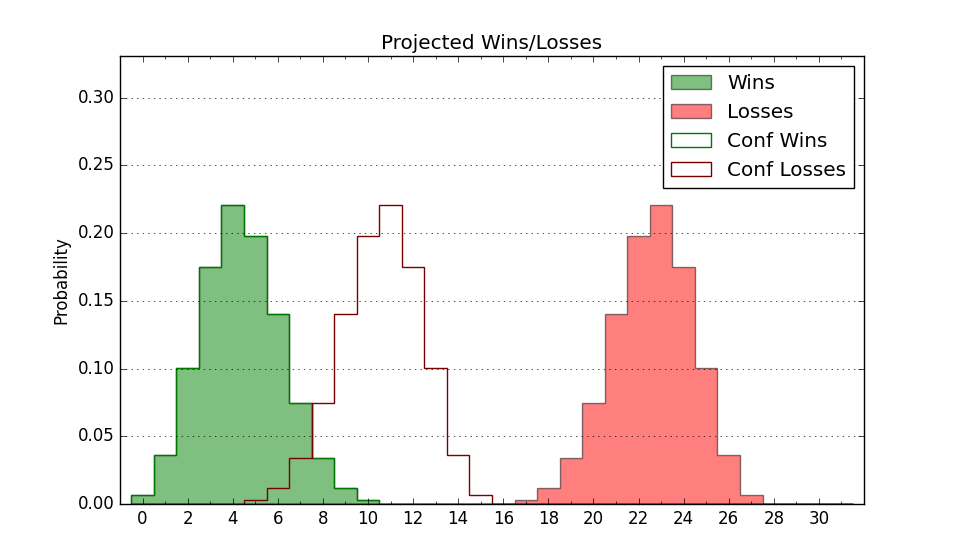 Projected Wins/Losses
Wins
Losses
Conf Wins
Conf Losses
Probability
0.30
0.25
0.20
0.15
0.10
0.05
0.00
0 2 4 6 8 10 12 14 16 18 20 22 24 26 28 30